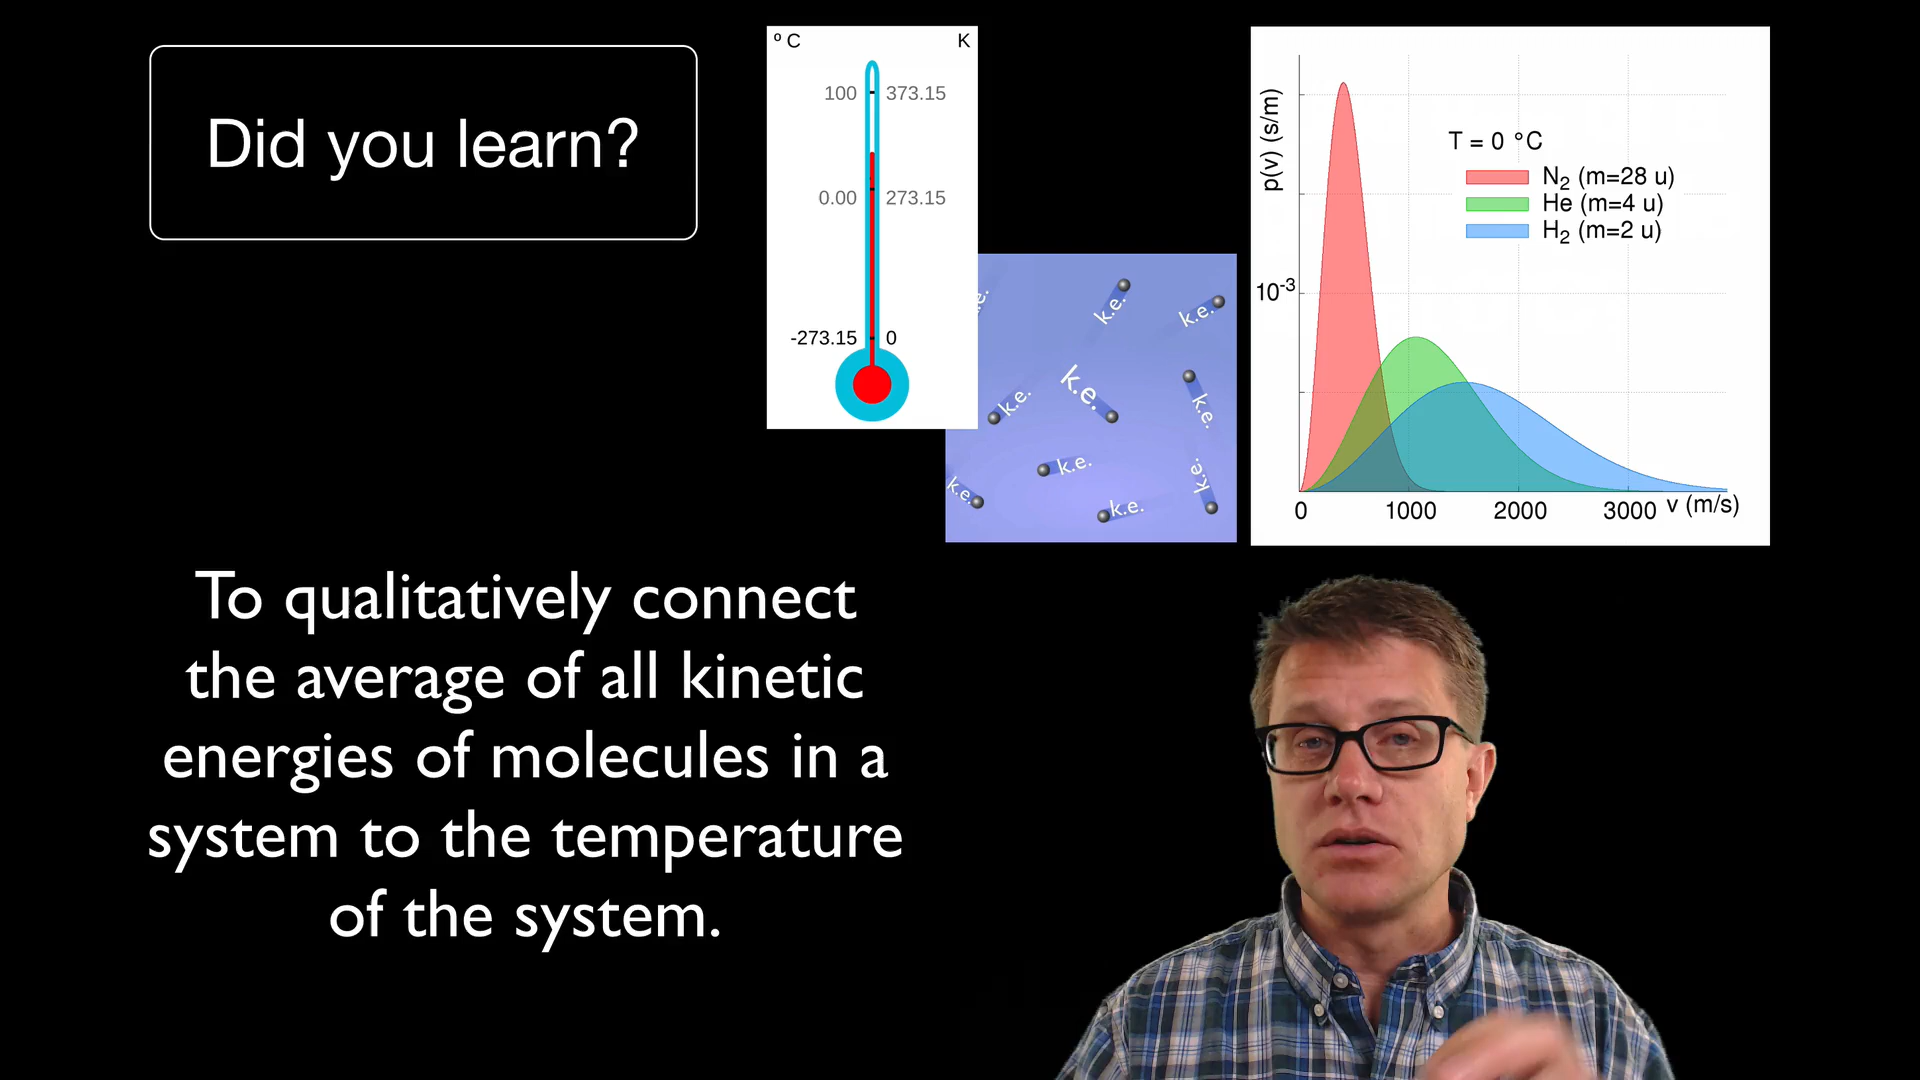 Did you learn?
º C K
100 373.15
0.00 273.15
-273.15 0
k.e.
k.e.
k.e.
k.e.
k.e.
k.e.
k.e.
k.e.
k.e.
k.e.
p(v) (s/m)
T = 0 °C
N2 (m=28 u)
He (m=4 u)
H2 (m=2 u)
10-3
0 1000 2000 3000 v (m/s)
To qualitatively connect
the average of all kinetic
energies of molecules in a
system to the temperature
of the system.